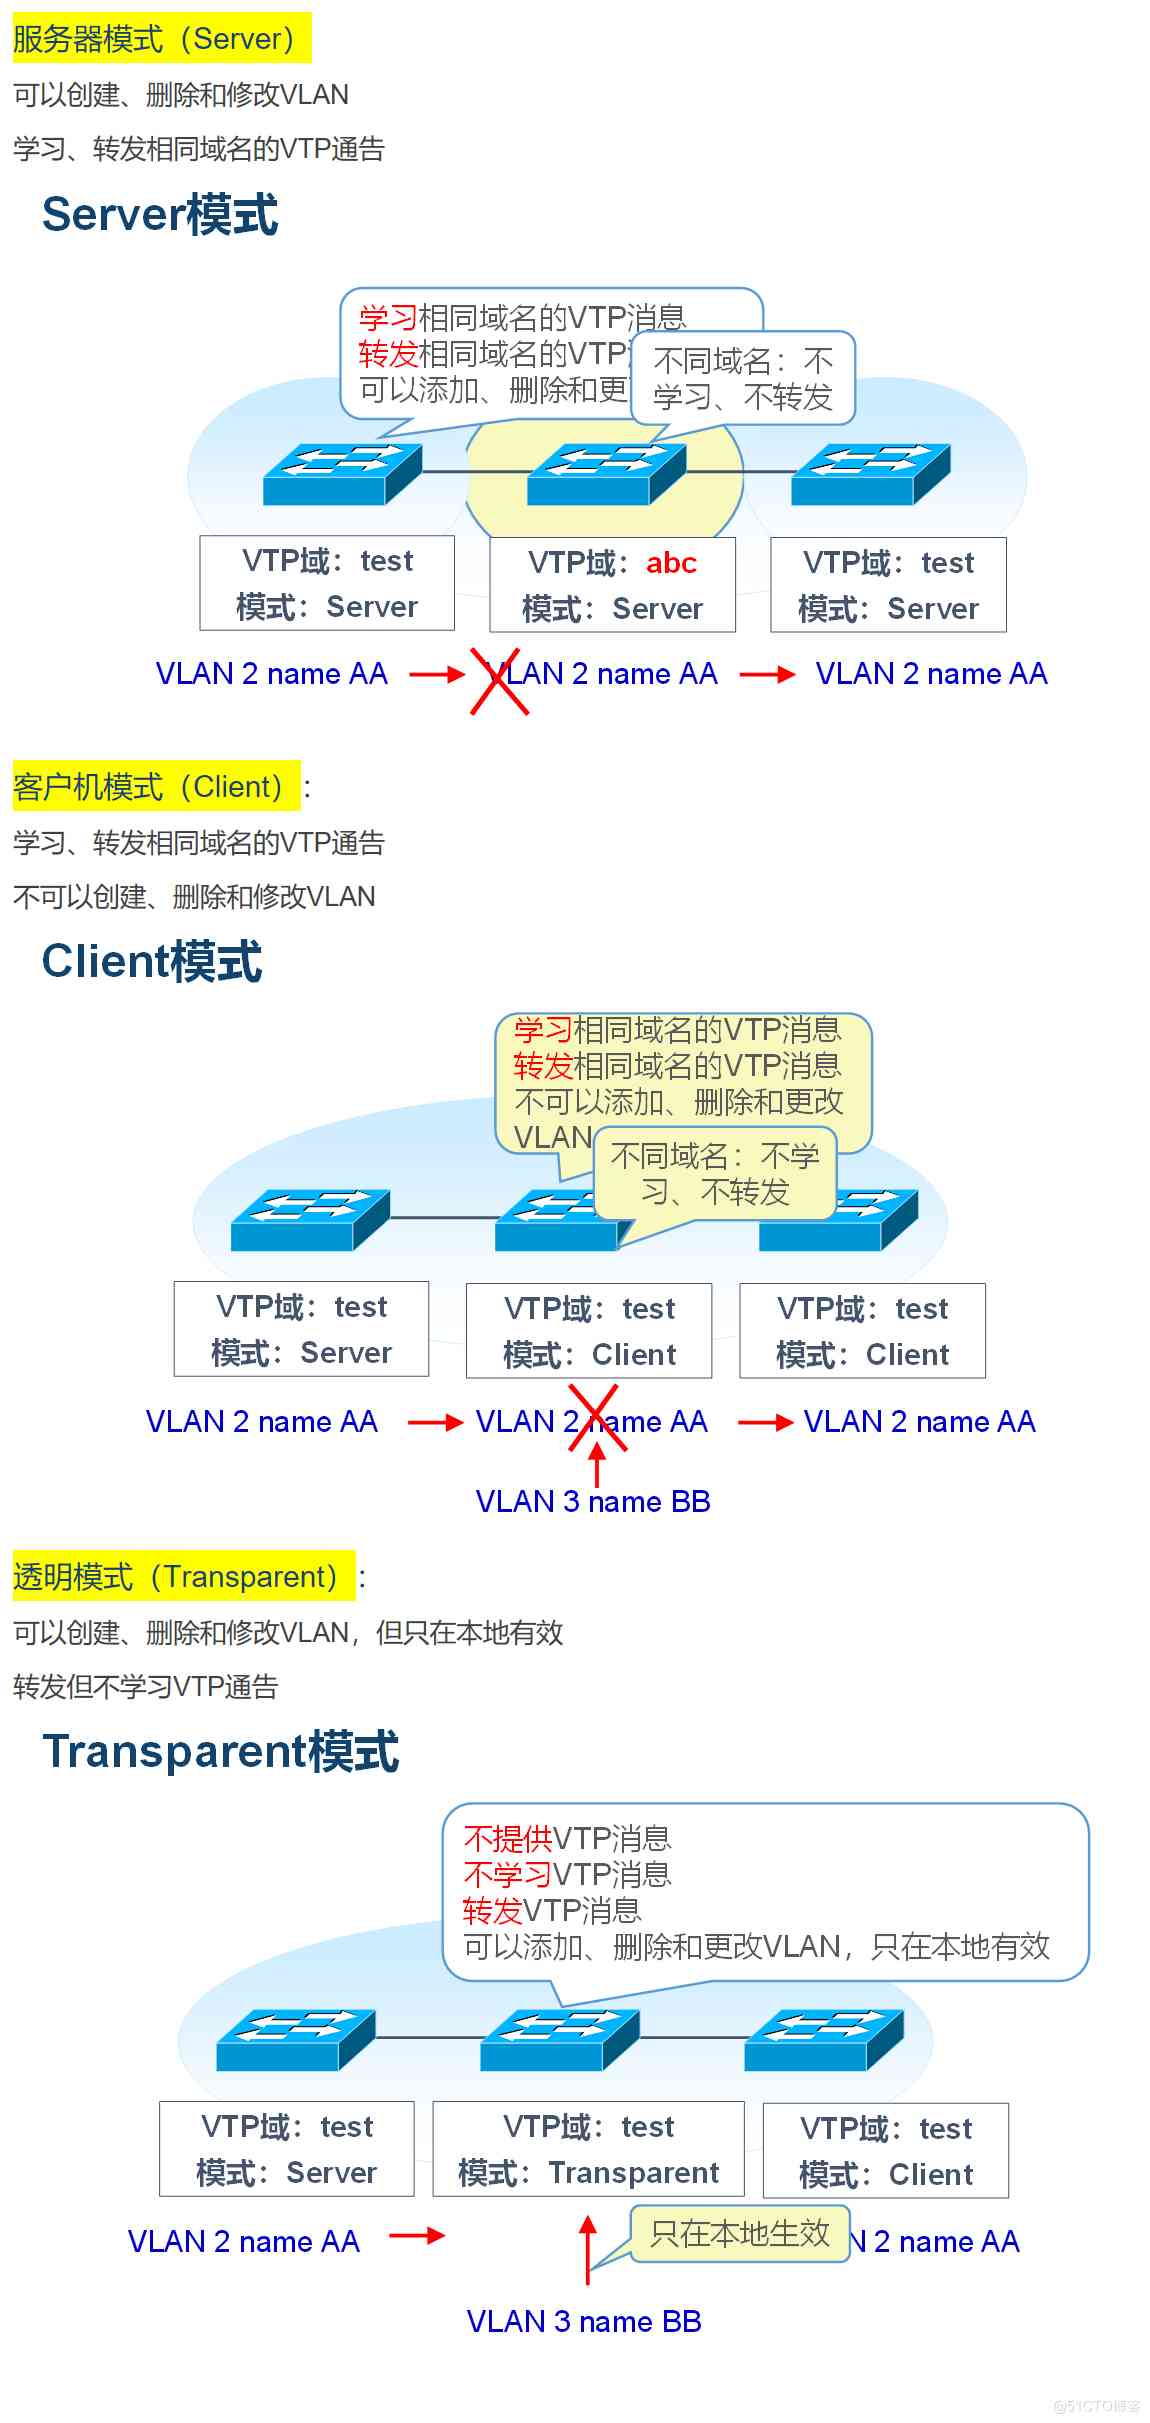 服务器模式（Server）
可以创建、删除和修改VLAN
学习、转发相同域名的VTP通告
Server模式
学习相同域名的VTP消息
转发相同域名的VTP
可以添加、删除和更
不同域名：不
学习、不转发
VTP域：test
模式：Server
VTP域：abc
模式：Server
VTP域：test
模式：Server
VLAN 2 name AA
VLAN 2 name AA
VLAN 2 name AA
客户机模式（Client）：
学习、转发相同域名的VTP通告
不可以创建、删除和修改VLAN
Client模式
学习相同域名的VTP消息
转发相同域名的VTP消息
不可以添加、删除和更改
VLAN
不同域名：不学
习、不转发
VTP域：test
模式：Server
VTP域：test
模式：Client
VTP域：test
模式：Client
VLAN 2 name AA
VLAN 2 name AA
VLAN 2 name AA
VLAN 3 name BB
透明模式（Transparent）：
可以创建、删除和修改VLAN，但只在本地有效
转发但不学习VTP通告
Transparent模式
不提供VTP消息
不学习VTP消息
转发VTP消息
可以添加、删除和更改VLAN，只在本地有效
VTP域：test
模式：Server
VTP域：test
模式：Transparent
VTP域：test
模式：Client
VLAN 2 name AA
只在本地生效
N 2 name AA
VLAN 3 name BB
@51CTO博客